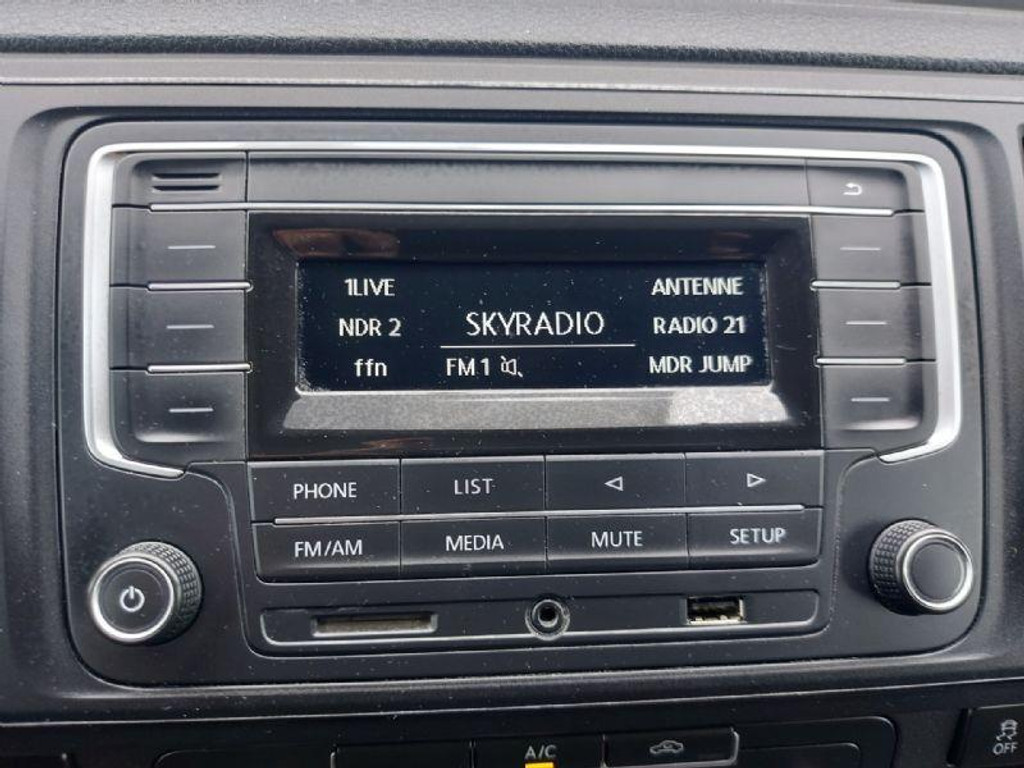 1LIVE
ANTENNE
NDR 2
SKYRADIO
RADIO 21
ffn
FM 1
MDR JUMP
PHONE
LIST
FM/AM
MEDIA
MUTE
SETUP
A/C
OFF